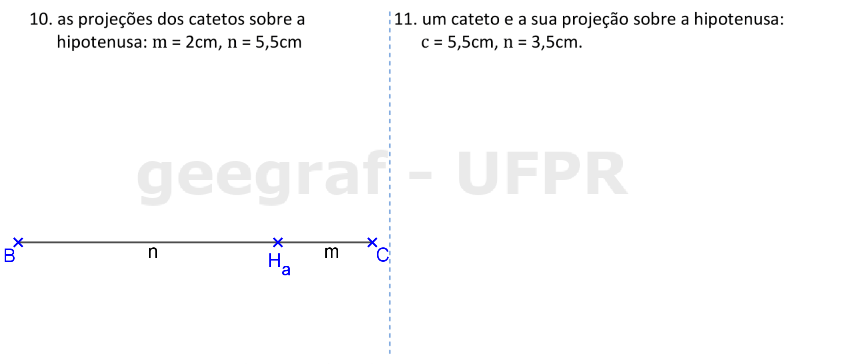 10. as projeções dos catetos sobre a
hipotenusa: m = 2cm, n = 5,5cm
11. um cateto e a sua projeção sobre a hipotenusa:
c = 5,5cm, n = 3,5cm.
geegraf - UFPR
B
n
Ha
m
C